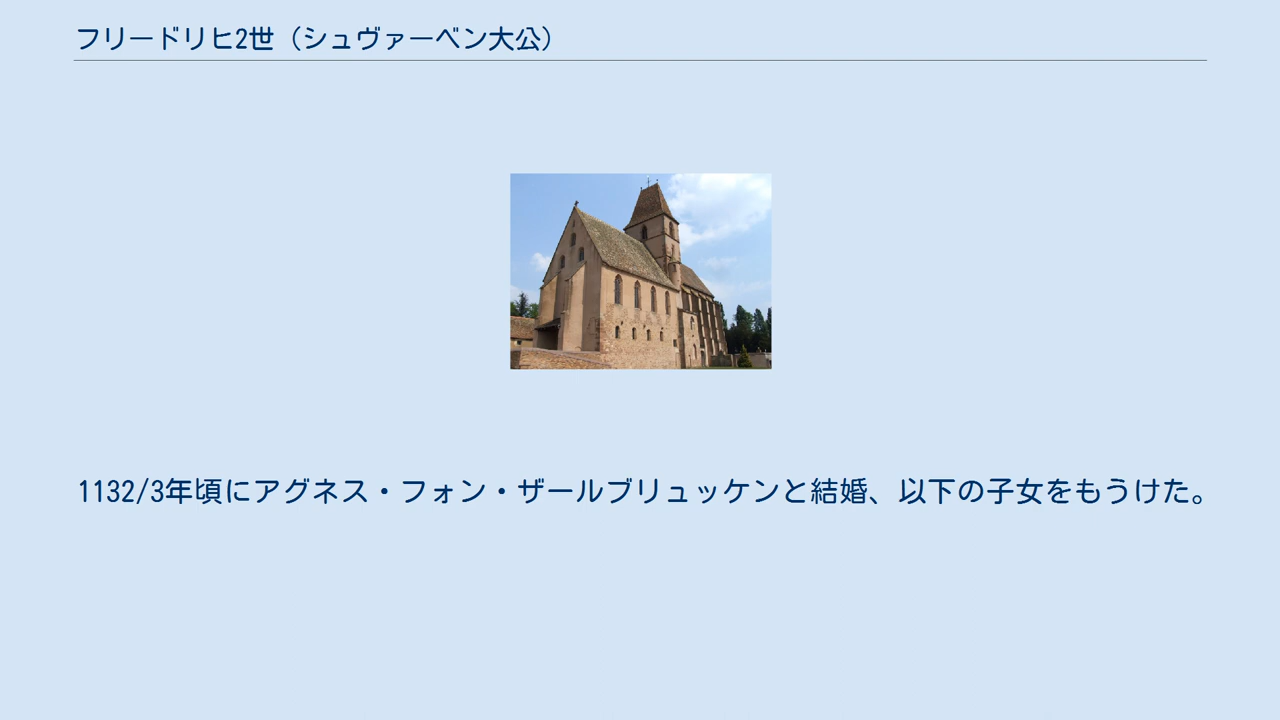 フリードリヒ2世（シュヴァーベン大公）
1132/3年頃にアグネス・フォン・ザールブリュッケンと結婚、以下の子女をもうけた。